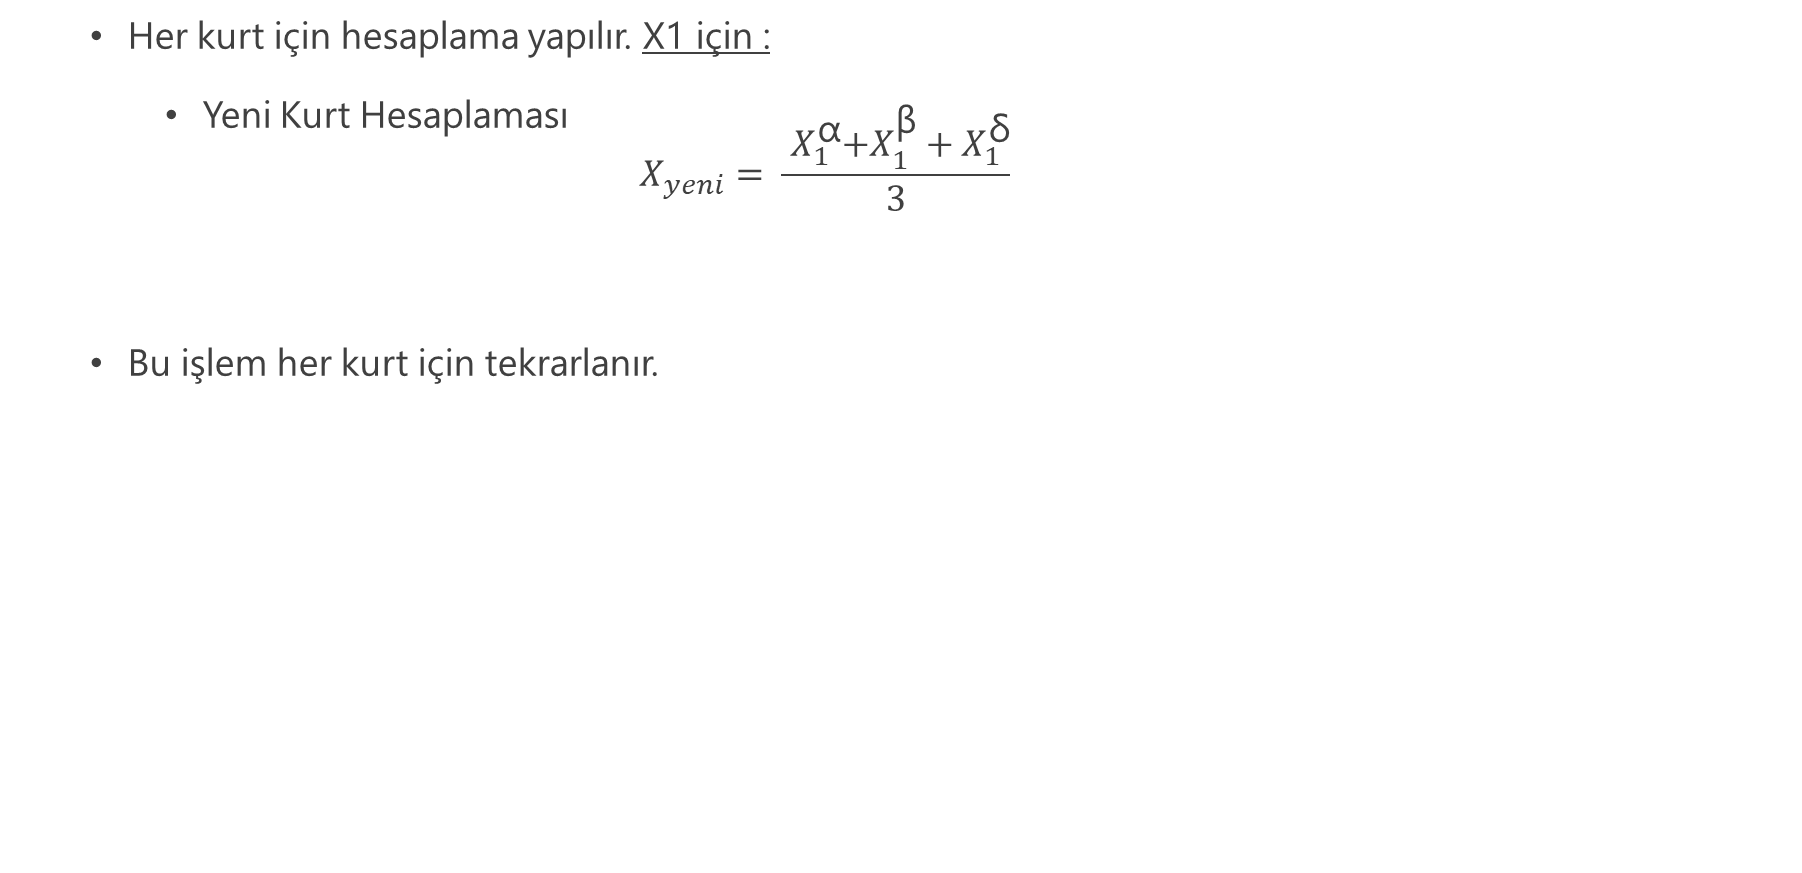 • Her kurt için hesaplama yapılır. X1 için :
• Yeni Kurt Hesaplaması
X_yeni = (X_1^α+X_1^β + X_1^δ) / 3
• Bu işlem her kurt için tekrarlanır.